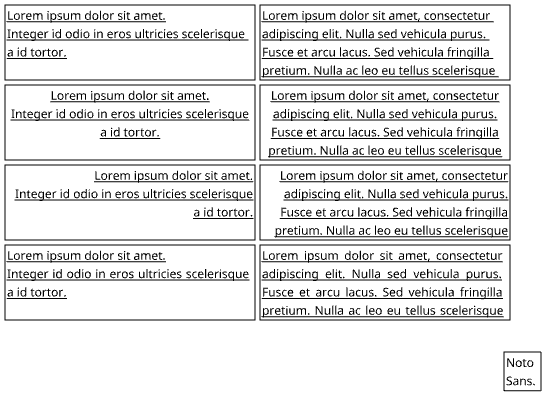 Lorem ipsum dolor sit amet.
Integer id odio in eros ultricies scelerisque
a id tortor.
Lorem ipsum dolor sit amet, consectetur
adipiscing elit. Nulla sed vehicula purus.
Fusce et arcu lacus. Sed vehicula fringilla
pretium. Nulla ac leo eu tellus scelerisque
Lorem ipsum dolor sit amet.
Integer id odio in eros ultricies scelerisque
a id tortor.
Lorem ipsum dolor sit amet, consectetur
adipiscing elit. Nulla sed vehicula purus.
Fusce et arcu lacus. Sed vehicula fringilla
pretium. Nulla ac leo eu tellus scelerisque
Lorem ipsum dolor sit amet.
Integer id odio in eros ultricies scelerisque
a id tortor.
Lorem ipsum dolor sit amet, consectetur
adipiscing elit. Nulla sed vehicula purus.
Fusce et arcu lacus. Sed vehicula fringilla
pretium. Nulla ac leo eu tellus scelerisque
Lorem ipsum dolor sit amet.
Integer id odio in eros ultricies scelerisque
a id tortor.
Lorem ipsum dolor sit amet, consectetur
adipiscing elit. Nulla sed vehicula purus.
Fusce et arcu lacus. Sed vehicula fringilla
pretium. Nulla ac leo eu tellus scelerisque
Noto
Sans.